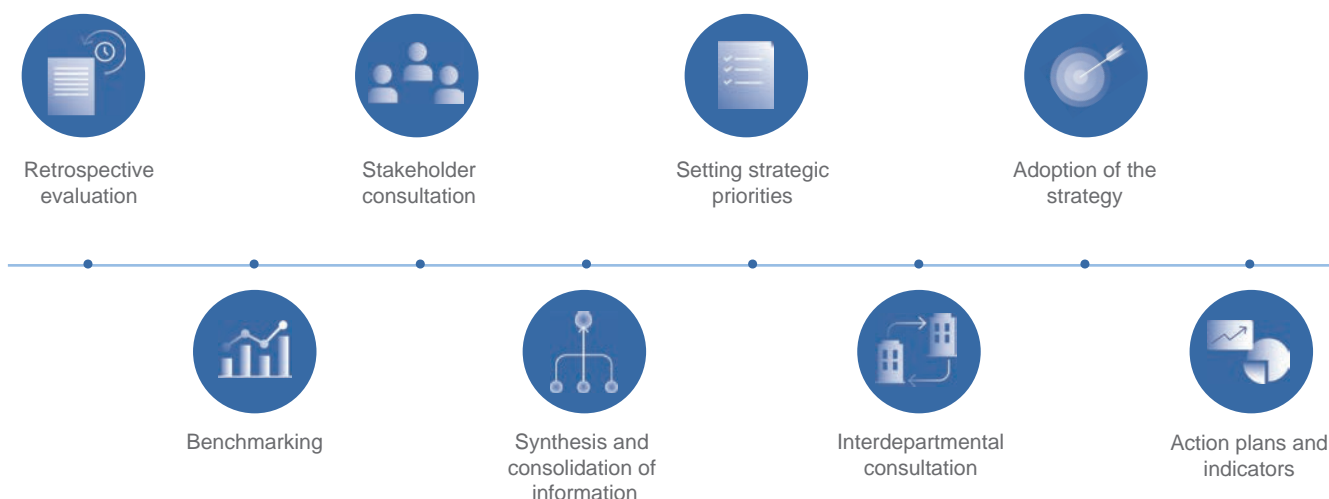 Retrospective
evaluation
Stakeholder
consultation
Setting strategic
priorities
Adoption of the
strategy
Benchmarking
Synthesis and
consolidation of
information
Interdepartmental
consultation
Action plans and
indicators